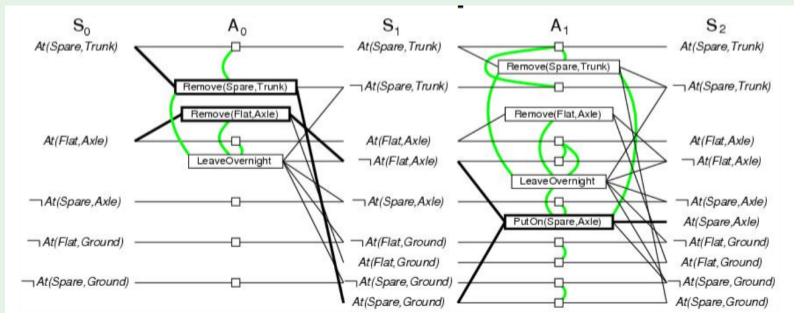 S0 A0 S1 A1 S2
At(Spare,Trunk) At(Spare,Trunk) At(Spare,Trunk)
Remove(Spare,Trunk)
Remove(Spare,Trunk) ¬At(Spare,Trunk) ¬At(Spare,Trunk)
Remove(Flat,Axle) Remove(Flat,Axle)
At(Flat,Axle) At(Flat,Axle) At(Flat,Axle)
LeaveOvernight ¬At(Flat,Axle) ¬At(Flat,Axle)
LeaveOvernight
¬At(Spare,Axle) ¬At(Spare,Axle) ¬At(Spare,Axle)
PutOn(Spare,Axle) At(Spare,Axle)
¬At(Flat,Ground) ¬At(Flat,Ground) ¬At(Flat,Ground)
At(Flat,Ground) At(Flat,Ground)
¬At(Spare,Ground) ¬At(Spare,Ground) ¬At(Spare,Ground)
At(Spare,Ground) At(Spare,Ground)